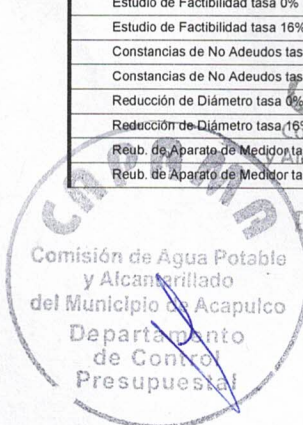 Estudio de Factibilidad tasa 0%
Estudio de Factibilidad tasa 16%
Constancias de No Adeudos tas
Constancias de No Adeudos tas
Reducción de Diámetro tasa 0%
Reducción de Diámetro tasa 16%
Reub. de Aparato de Medidor ta
Reub. de Aparato de Medidor ta
CAPAMA
Comisión de Agua Potable
y Alcantarillado
del Municipio de Acapulco
Departamento
de Control
Presupuestal